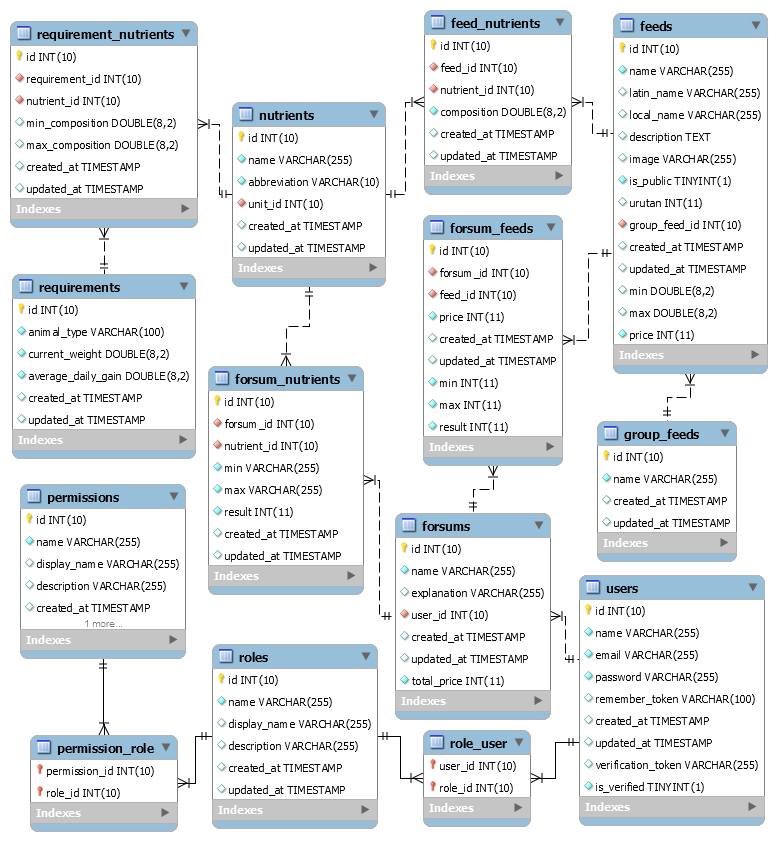 requirement_nutrients
id INT(10)
requirement_id INT(10)
nutrient_id INT(10)
min_composition DOUBLE(8,2)
max_composition DOUBLE(8,2)
created_at TIMESTAMP
updated_at TIMESTAMP
Indexes
nutrients
id INT(10)
name VARCHAR(255)
abbreviation VARCHAR(10)
unit_id INT(10)
created_at TIMESTAMP
updated_at TIMESTAMP
Indexes
feed_nutrients
id INT(10)
feed_id INT(10)
nutrient_id INT(10)
composition DOUBLE(8,2)
created_at TIMESTAMP
updated_at TIMESTAMP
Indexes
feeds
id INT(10)
name VARCHAR(255)
latin_name VARCHAR(255)
local_name VARCHAR(255)
description TEXT
image VARCHAR(255)
is_public TINYINT(1)
urutan INT(11)
group_feed_id INT(10)
created_at TIMESTAMP
updated_at TIMESTAMP
min DOUBLE(8,2)
max DOUBLE(8,2)
price INT(11)
Indexes
forsum_feeds
id INT(10)
forsum_id INT(10)
feed_id INT(10)
price INT(11)
created_at TIMESTAMP
updated_at TIMESTAMP
min INT(11)
max INT(11)
result INT(11)
Indexes
requirements
id INT(10)
animal_type VARCHAR(100)
current_weight DOUBLE(8,2)
average_daily_gain DOUBLE(8,2)
created_at TIMESTAMP
updated_at TIMESTAMP
Indexes
forsum_nutrients
id INT(10)
forsum_id INT(10)
nutrient_id INT(10)
min VARCHAR(255)
max VARCHAR(255)
result INT(11)
created_at TIMESTAMP
updated_at TIMESTAMP
Indexes
group_feeds
id INT(10)
name VARCHAR(255)
created_at TIMESTAMP
updated_at TIMESTAMP
Indexes
permissions
id INT(10)
name VARCHAR(255)
display_name VARCHAR(255)
description VARCHAR(255)
created_at TIMESTAMP
1 more...
Indexes
forsums
id INT(10)
name VARCHAR(255)
explanation VARCHAR(255)
user_id INT(10)
created_at TIMESTAMP
updated_at TIMESTAMP
total_price INT(11)
Indexes
users
id INT(10)
name VARCHAR(255)
email VARCHAR(255)
password VARCHAR(255)
remember_token VARCHAR(100)
created_at TIMESTAMP
updated_at TIMESTAMP
verification_token VARCHAR(255)
is_verified TINYINT(1)
Indexes
roles
id INT(10)
name VARCHAR(255)
display_name VARCHAR(255)
description VARCHAR(255)
created_at TIMESTAMP
updated_at TIMESTAMP
Indexes
permission_role
permission_id INT(10)
role_id INT(10)
Indexes
role_user
user_id INT(10)
role_id INT(10)
Indexes